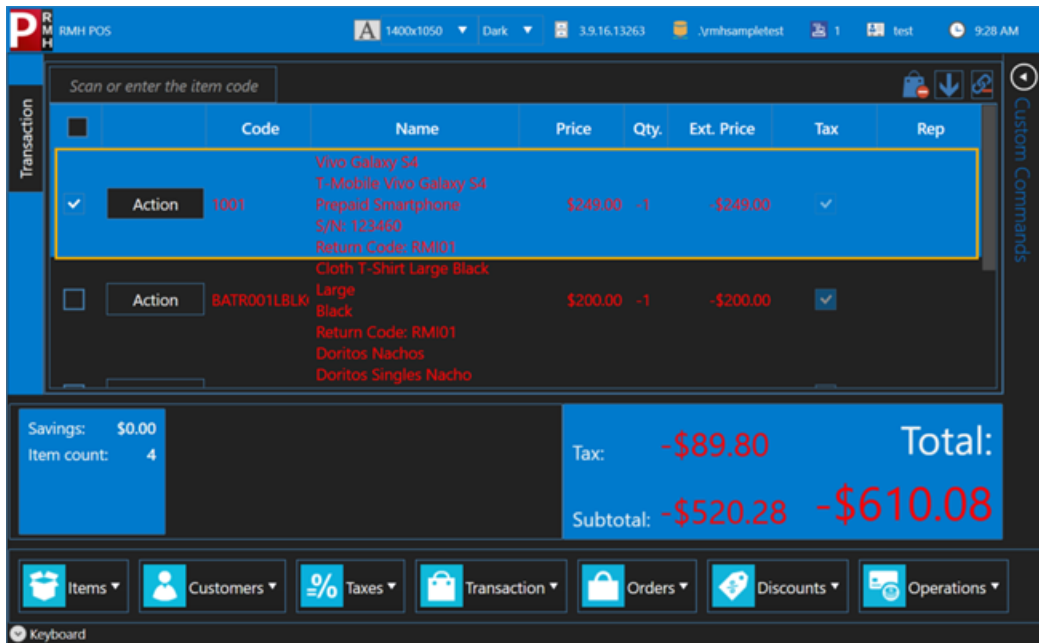 P RMH RMH POS A 1400x1050 Dark 3.9.16.13263 .\rmhsampletest 1 test 9:28 AM
Scan or enter the item code
Transaction
Custom Commands
Code Name Price Qty. Ext. Price Tax Rep
Action 1001 Vivo Galaxy S4 $249.00 -1 -$249.00
T-Mobile Vivo Galaxy S4
Prepaid Smartphone
S/N: 123460
Return Code: RMI01
Action BATR001LBLK Cloth T-Shirt Large Black $200.00 -1 -$200.00
Large
Black
Return Code: RMI01
Doritos Nachos
Doritos Singles Nacho
Savings: $0.00
Item count: 4
Tax: -$89.80
Subtotal: -$520.28
Total:
-$610.08
Items Customers % Taxes Transaction Orders Discounts Operations
Keyboard